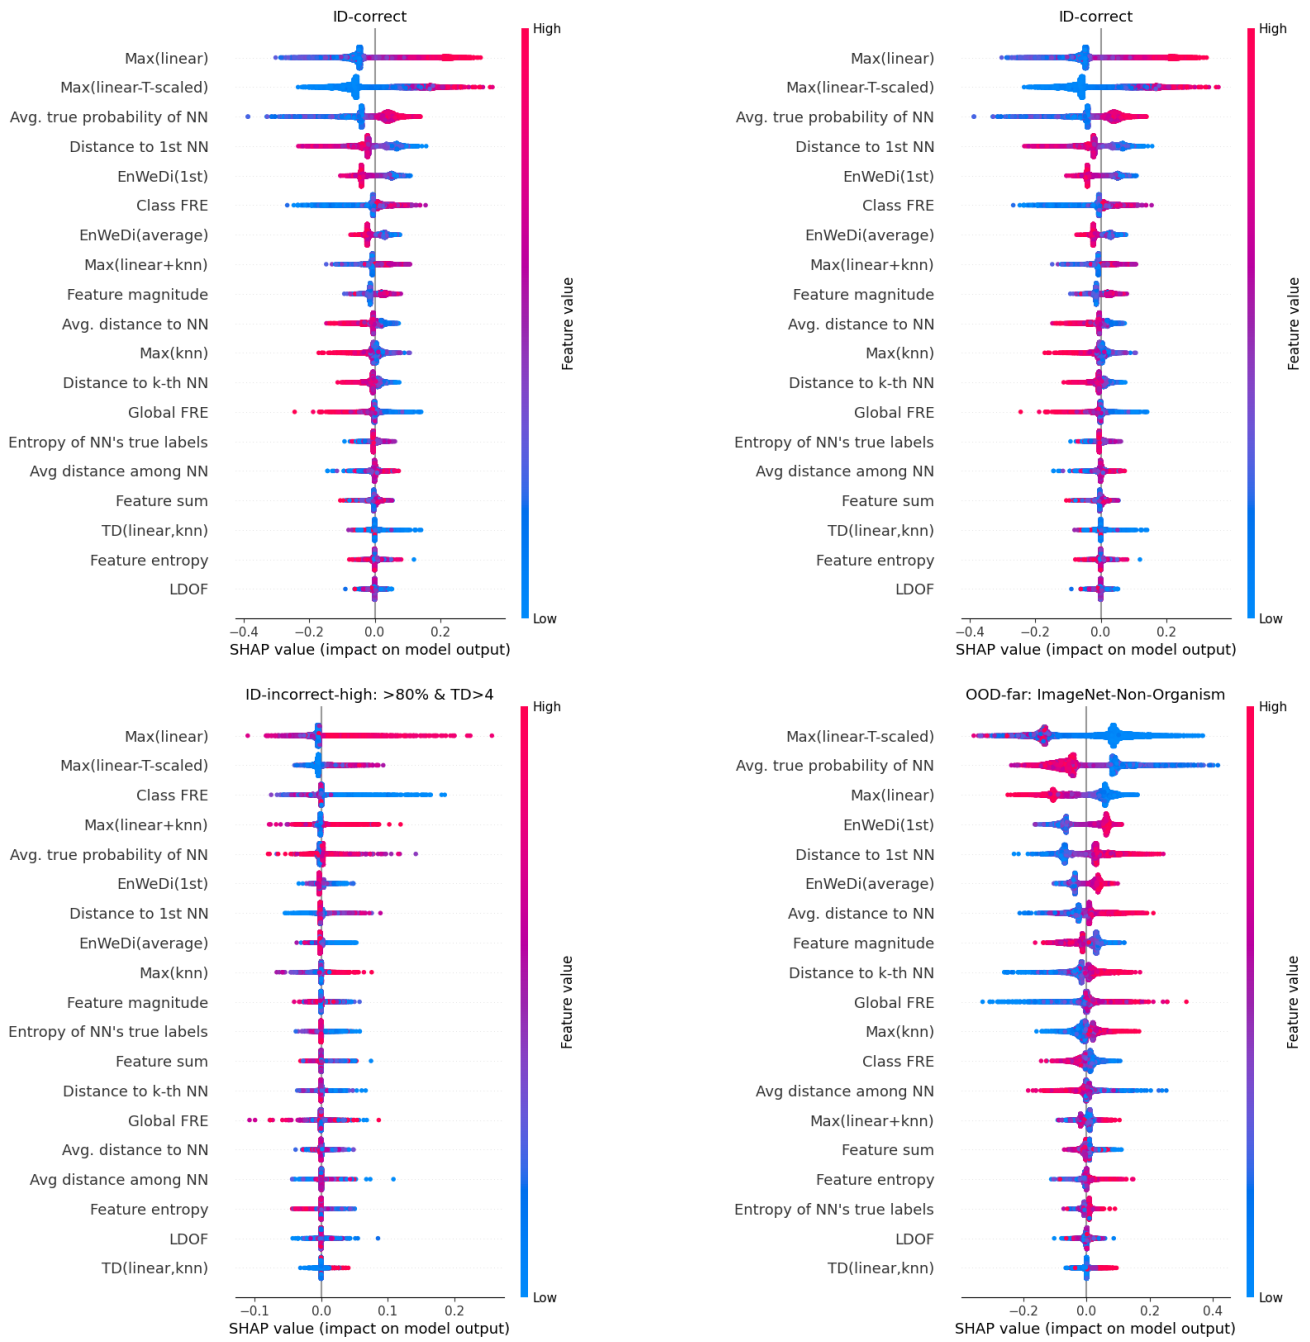 ID-correct
High
Max(linear)
Max(linear-T-scaled)
Avg. true probability of NN
Distance to 1st NN
EnWeDi(1st)
Class FRE
EnWeDi(average)
Max(linear+knn)
Feature magnitude
Avg. distance to NN
Max(knn)
Distance to k-th NN
Global FRE
Entropy of NN's true labels
Avg distance among NN
Feature sum
TD(linear,knn)
Feature entropy
LDOF
Feature value
Low
−0.4 −0.2 0.0 0.2
SHAP value (impact on model output)
ID-correct
High
Max(linear)
Max(linear-T-scaled)
Avg. true probability of NN
Distance to 1st NN
EnWeDi(1st)
Class FRE
EnWeDi(average)
Max(linear+knn)
Feature magnitude
Avg. distance to NN
Max(knn)
Distance to k-th NN
Global FRE
Entropy of NN's true labels
Avg distance among NN
Feature sum
TD(linear,knn)
Feature entropy
LDOF
Feature value
Low
−0.4 −0.2 0.0 0.2
SHAP value (impact on model output)
ID-incorrect-high: >80% & TD>4
High
Max(linear)
Max(linear-T-scaled)
Class FRE
Max(linear+knn)
Avg. true probability of NN
EnWeDi(1st)
Distance to 1st NN
EnWeDi(average)
Max(knn)
Feature magnitude
Entropy of NN's true labels
Feature sum
Distance to k-th NN
Global FRE
Avg. distance to NN
Avg distance among NN
Feature entropy
LDOF
TD(linear,knn)
Feature value
Low
−0.1 0.0 0.1 0.2
SHAP value (impact on model output)
OOD-far: ImageNet-Non-Organism
High
Max(linear-T-scaled)
Avg. true probability of NN
Max(linear)
EnWeDi(1st)
Distance to 1st NN
EnWeDi(average)
Avg. distance to NN
Feature magnitude
Distance to k-th NN
Global FRE
Max(knn)
Class FRE
Avg distance among NN
Max(linear+knn)
Feature sum
Feature entropy
Entropy of NN's true labels
LDOF
TD(linear,knn)
Feature value
Low
−0.2 0.0 0.2 0.4
SHAP value (impact on model output)